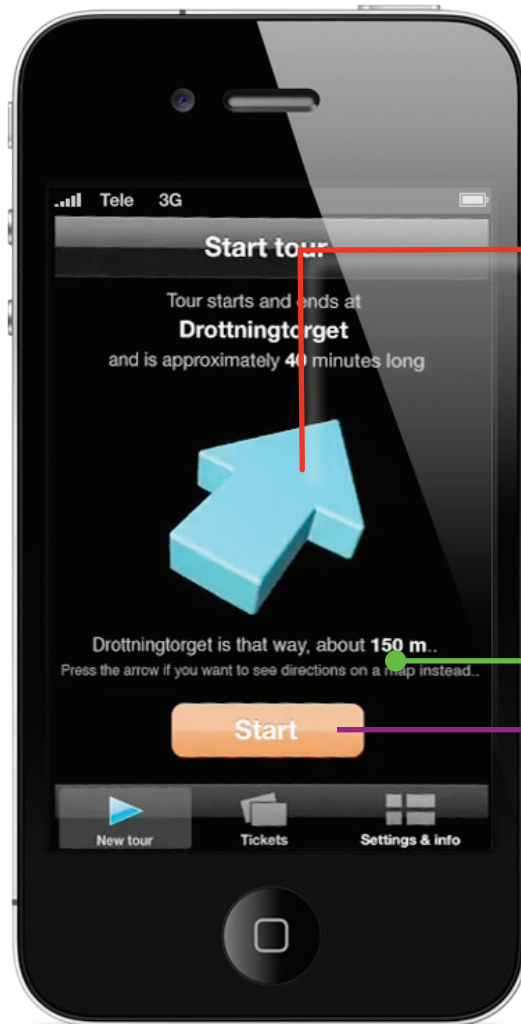 Tele 3G
Start tour
Tour starts and ends at
Drottningtorget
and is approximately 40 minutes long
Drottningtorget is that way, about 150 m..
Press the arrow if you want to see directions on a map instead..
Start
New tour Tickets Settings & info